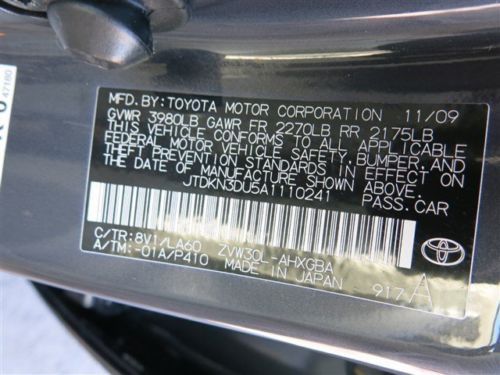 47180
MFD.BY:TOYOTA MOTOR CORPORATION 11/09
GVWR 3980LB GAWR FR 2270LB RR 2175LB
THIS VEHICLE CONFORMS TO ALL APPLICABLE
FEDERAL MOTOR VEHICLE SAFETY, BUMPER, AND
THEFT PREVENTION STANDARDS IN EFFECT ON
THE DATE OF MANUFACTURE SHOWN ABOVE.
JTDKN3DU5A1110241 PASS.CAR
C/TR:8V1/LA60 ZVW30L-AHXGBA
A/TM:-01A/P410 MADE IN JAPAN 917A
TOYOTA